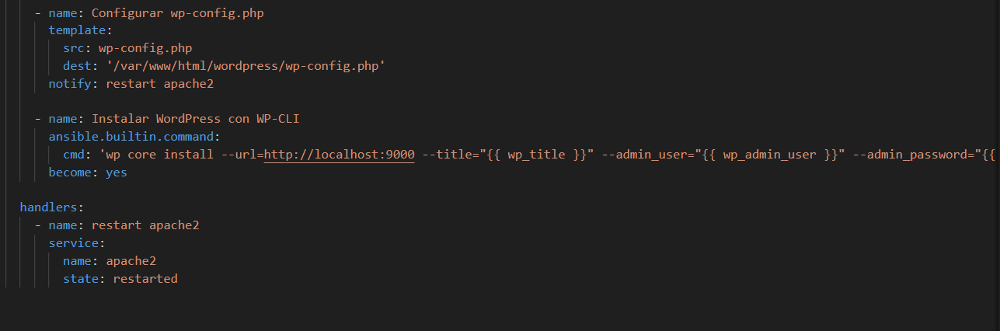 - name: Configurar wp-config.php
template:
src: wp-config.php
dest: '/var/www/html/wordpress/wp-config.php'
notify: restart apache2
- name: Instalar WordPress con WP-CLI
ansible.builtin.command:
cmd: 'wp core install --url=http://localhost:9000 --title="{{ wp_title }}" --admin_user="{{ wp_admin_user }}" --admin_password="{{
become: yes
handlers:
- name: restart apache2
service:
name: apache2
state: restarted